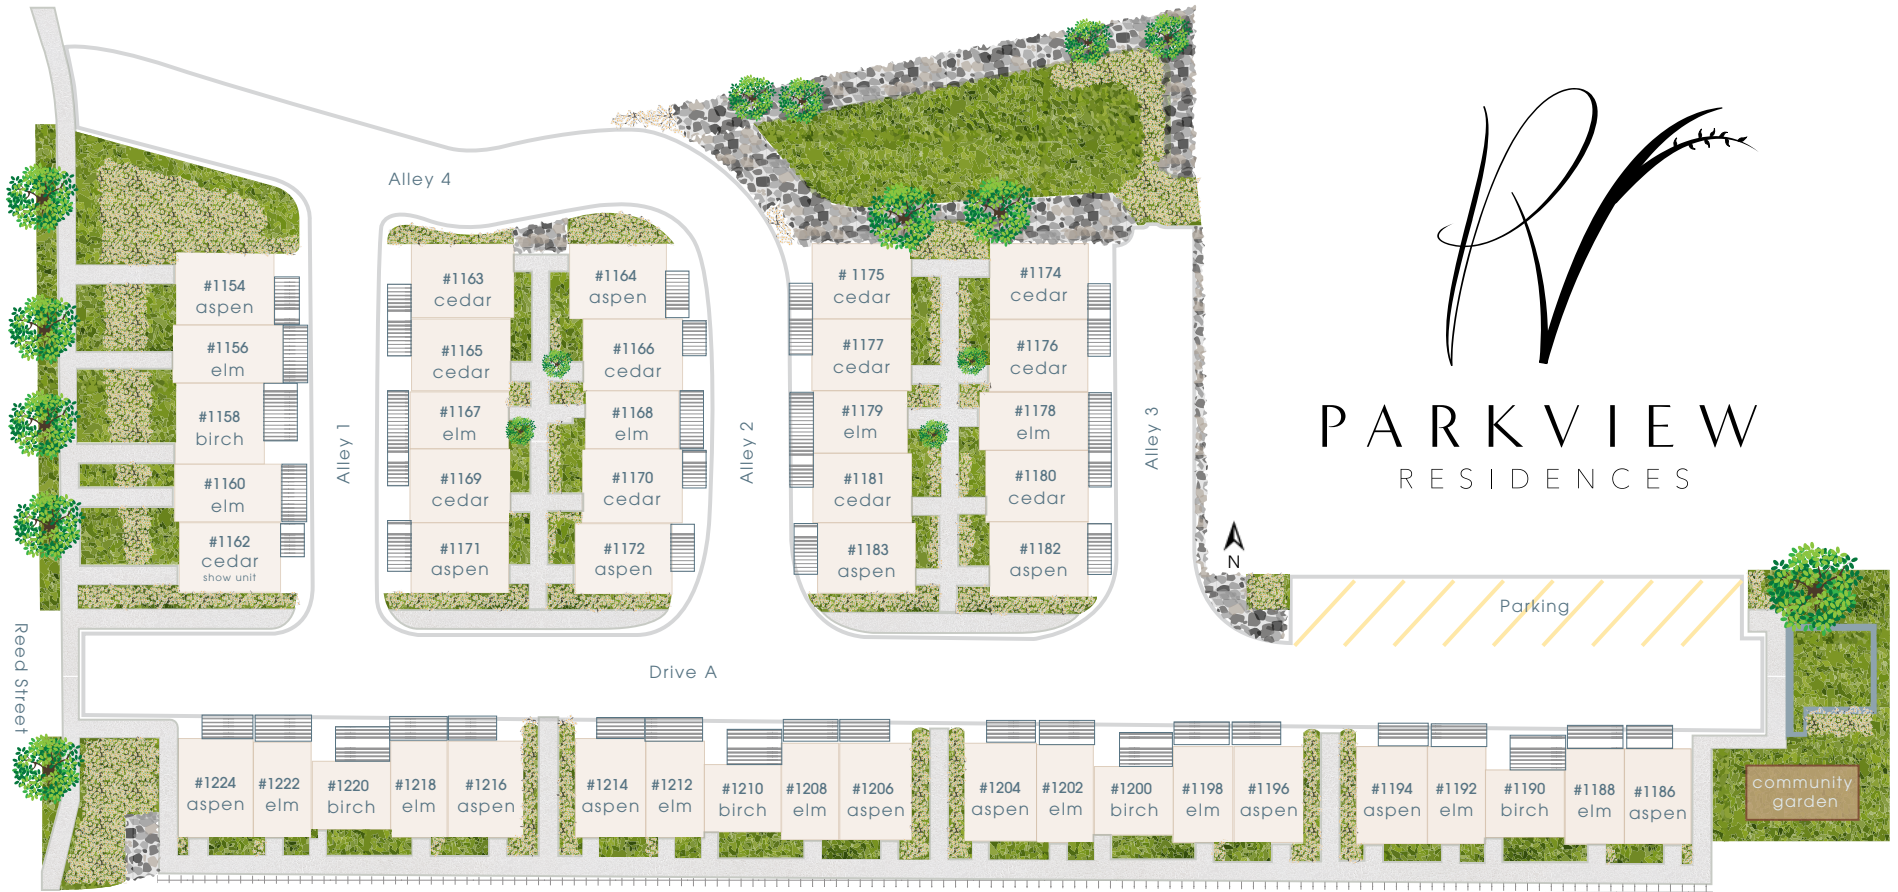 Alley 4
#1154
aspen
#1156
elm
#1158
birch
#1160
elm
#1162
cedar
show unit
Alley 1
#1163
cedar
#1165
cedar
#1167
elm
#1169
cedar
#1171
aspen
#1164
aspen
#1166
cedar
#1168
elm
#1170
cedar
#1172
aspen
Alley 2
# 1175
cedar
#1177
cedar
#1179
elm
#1181
cedar
#1183
aspen
#1174
cedar
#1176
cedar
#1178
elm
#1180
cedar
#1182
aspen
Alley 3
PARKVIEW
RESIDENCES
N
Parking
Reed Street
Drive A
#1224
aspen
#1222
elm
#1220
birch
#1218
elm
#1216
aspen
#1214
aspen
#1212
elm
#1210
birch
#1208
elm
#1206
aspen
#1204
aspen
#1202
elm
#1200
birch
#1198
elm
#1196
aspen
#1194
aspen
#1192
elm
#1190
birch
#1188
elm
#1186
aspen
community
garden